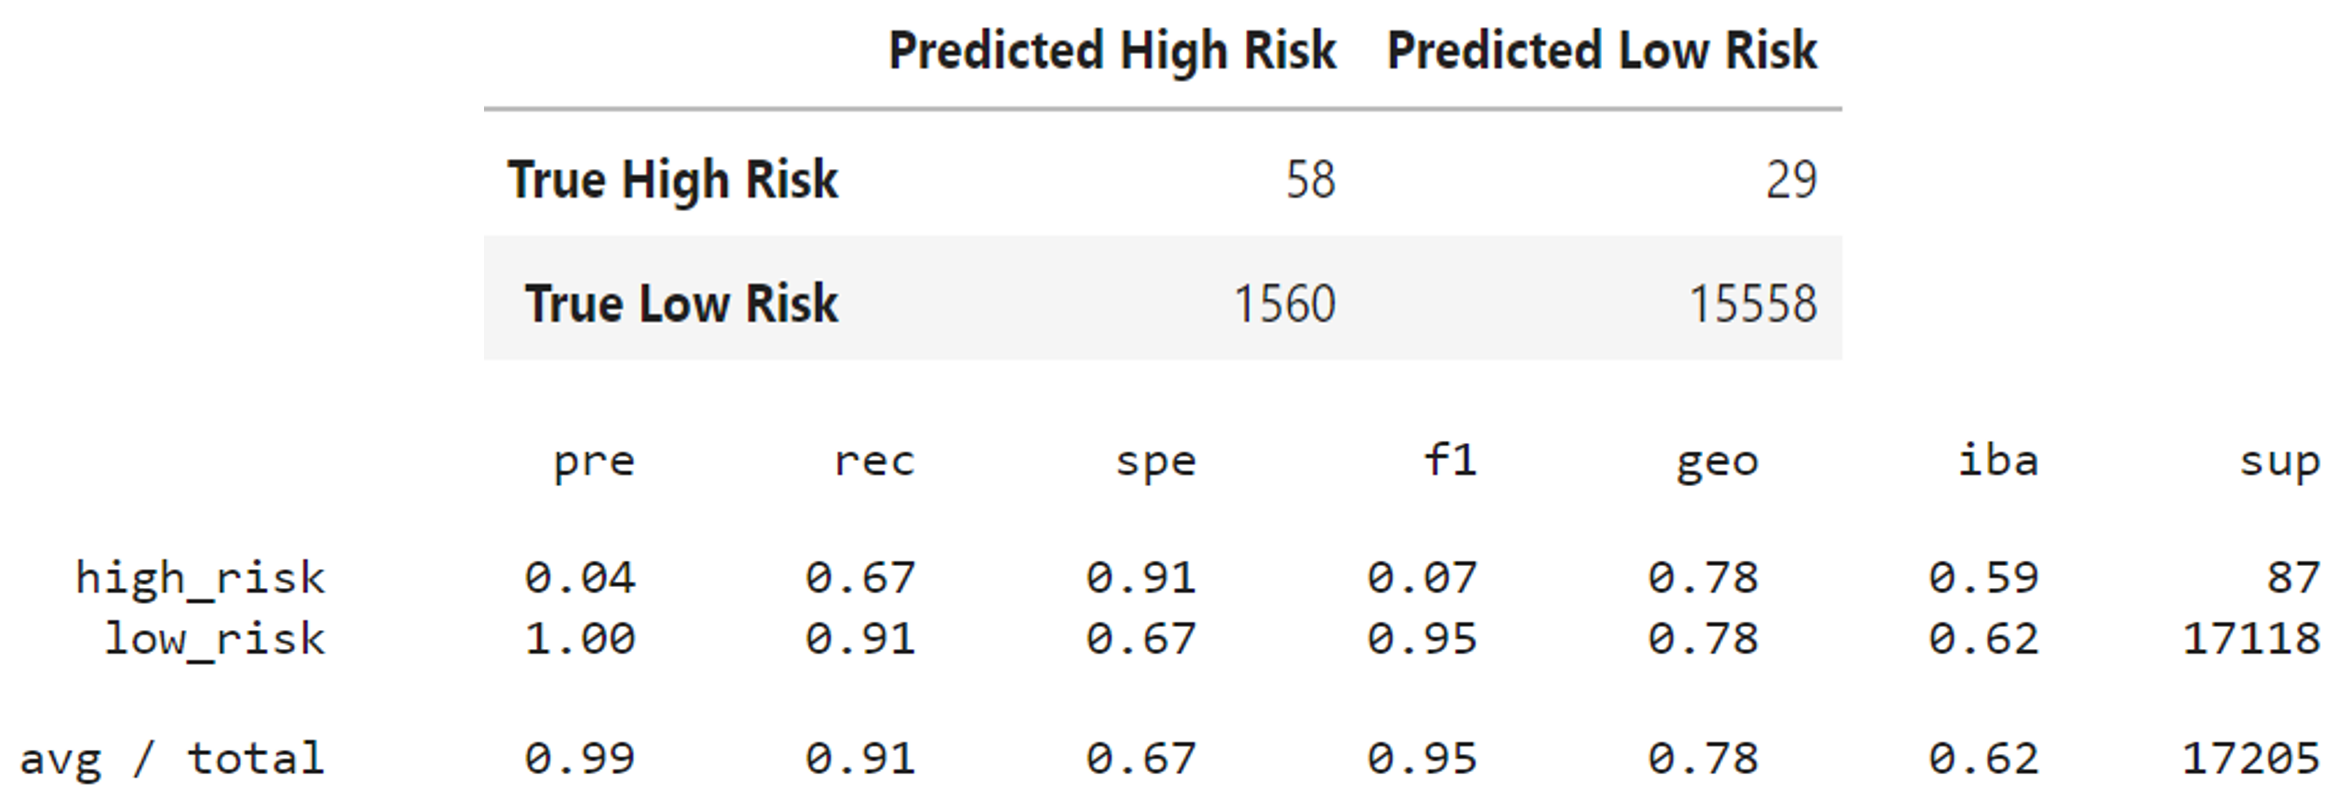 Predicted High Risk Predicted Low Risk
True High Risk 58 29
True Low Risk 1560 15558
pre rec spe f1 geo iba sup
high_risk 0.04 0.67 0.91 0.07 0.78 0.59 87
low_risk 1.00 0.91 0.67 0.95 0.78 0.62 17118
avg / total 0.99 0.91 0.67 0.95 0.78 0.62 17205